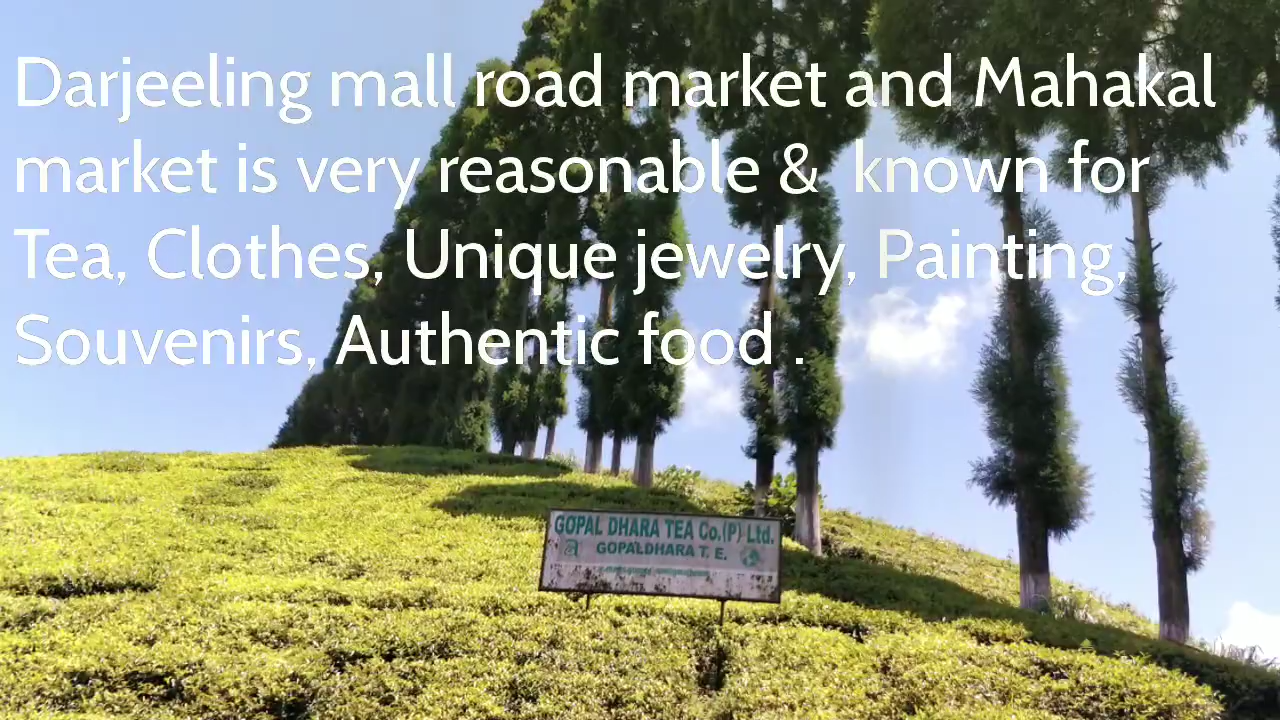 Darjeeling mall road market and Mahakal
market is very reasonable &  known for
Tea, Clothes, Unique jewelry, Painting,
Souvenirs, Authentic food .
GOPAL DHARA TEA Co.(P) Ltd.
GOPALDHARA T. E.